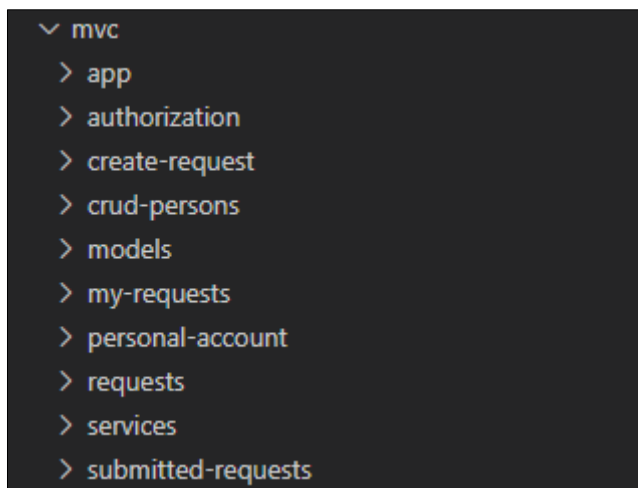 mvc
app
authorization
create-request
crud-persons
models
my-requests
personal-account
requests
services
submitted-requests